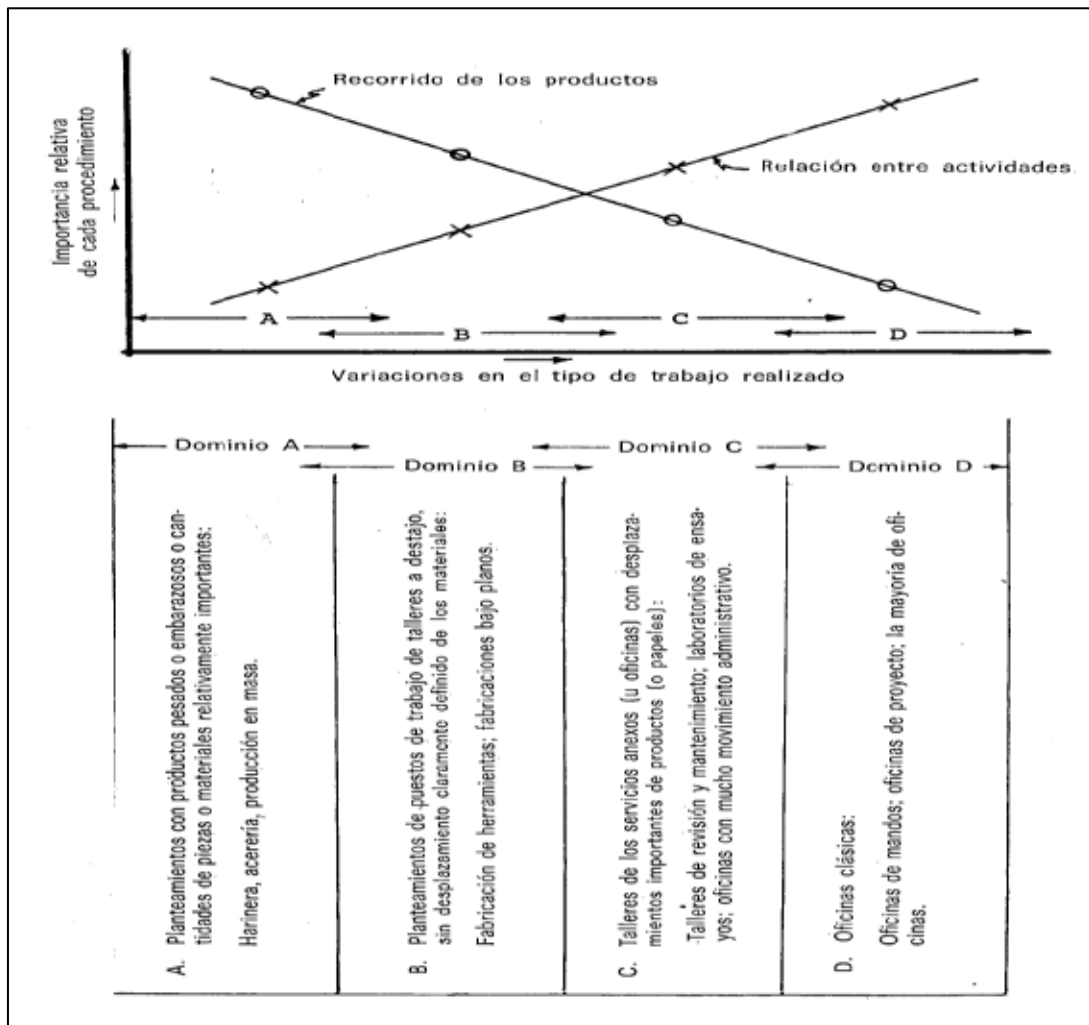 Recorrido de los productos
Importancia relativa
de cada procedimiento
Relación entre actividades.
A
B
C
D
Variaciones en el tipo de trabajo realizado
Dominio A
Dominio B
Dominio C
Dominio D
A. Planteamientos con productos pesados o embarazosos o can-
tidades de piezas o materiales relativamente importantes:
Harinera, acerería, producción en masa.
B. Planteamientos de puestos de trabajo de talleres a destajo,
sin desplazamiento claramente definido de los materiales:
Fabricación de herramientas; fabricaciones bajo planos.
C. Talleres de los servicios anexos (u oficinas) con desplaza-
mientos importantes de productos (o papeles):
Talleres de revisión y mantenimiento; laboratorios de ensa-
yos; oficinas con mucho movimiento administrativo.
D. Oficinas clásicas:
Oficinas de mandos; oficinas de proyecto; la mayoría de ofi-
cinas.